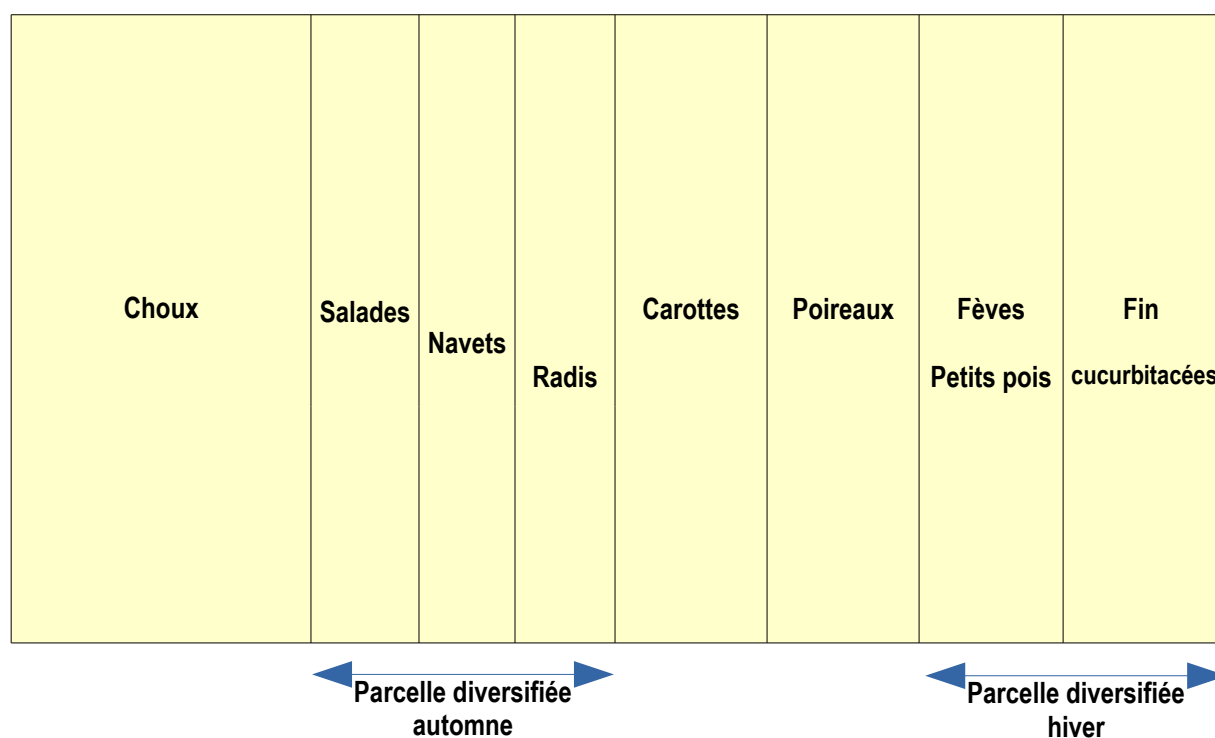 Choux
Salades
Navets
Radis
Carottes
Poireaux
Fèves
Petits pois
Fin
cucurbitacées
Parcelle diversifiée
automne
Parcelle diversifiée
hiver